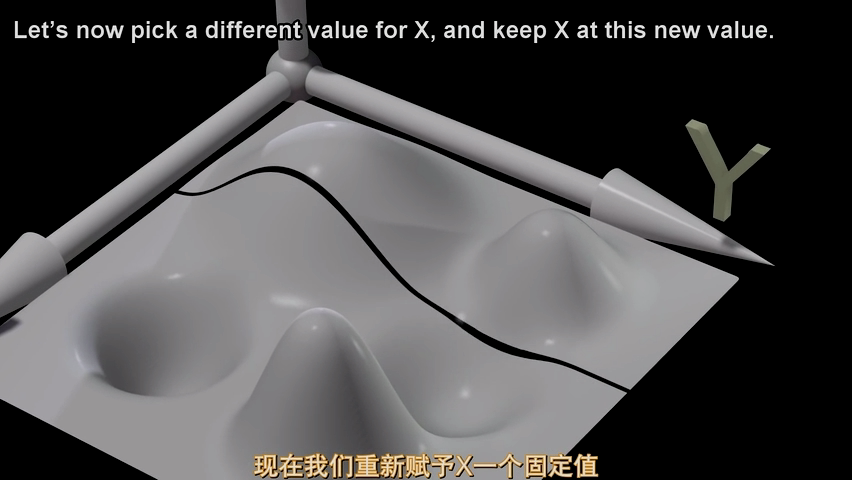 Let's now pick a different value for X, and keep X at this new value.
Y
现在我们重新赋予X一个固定值